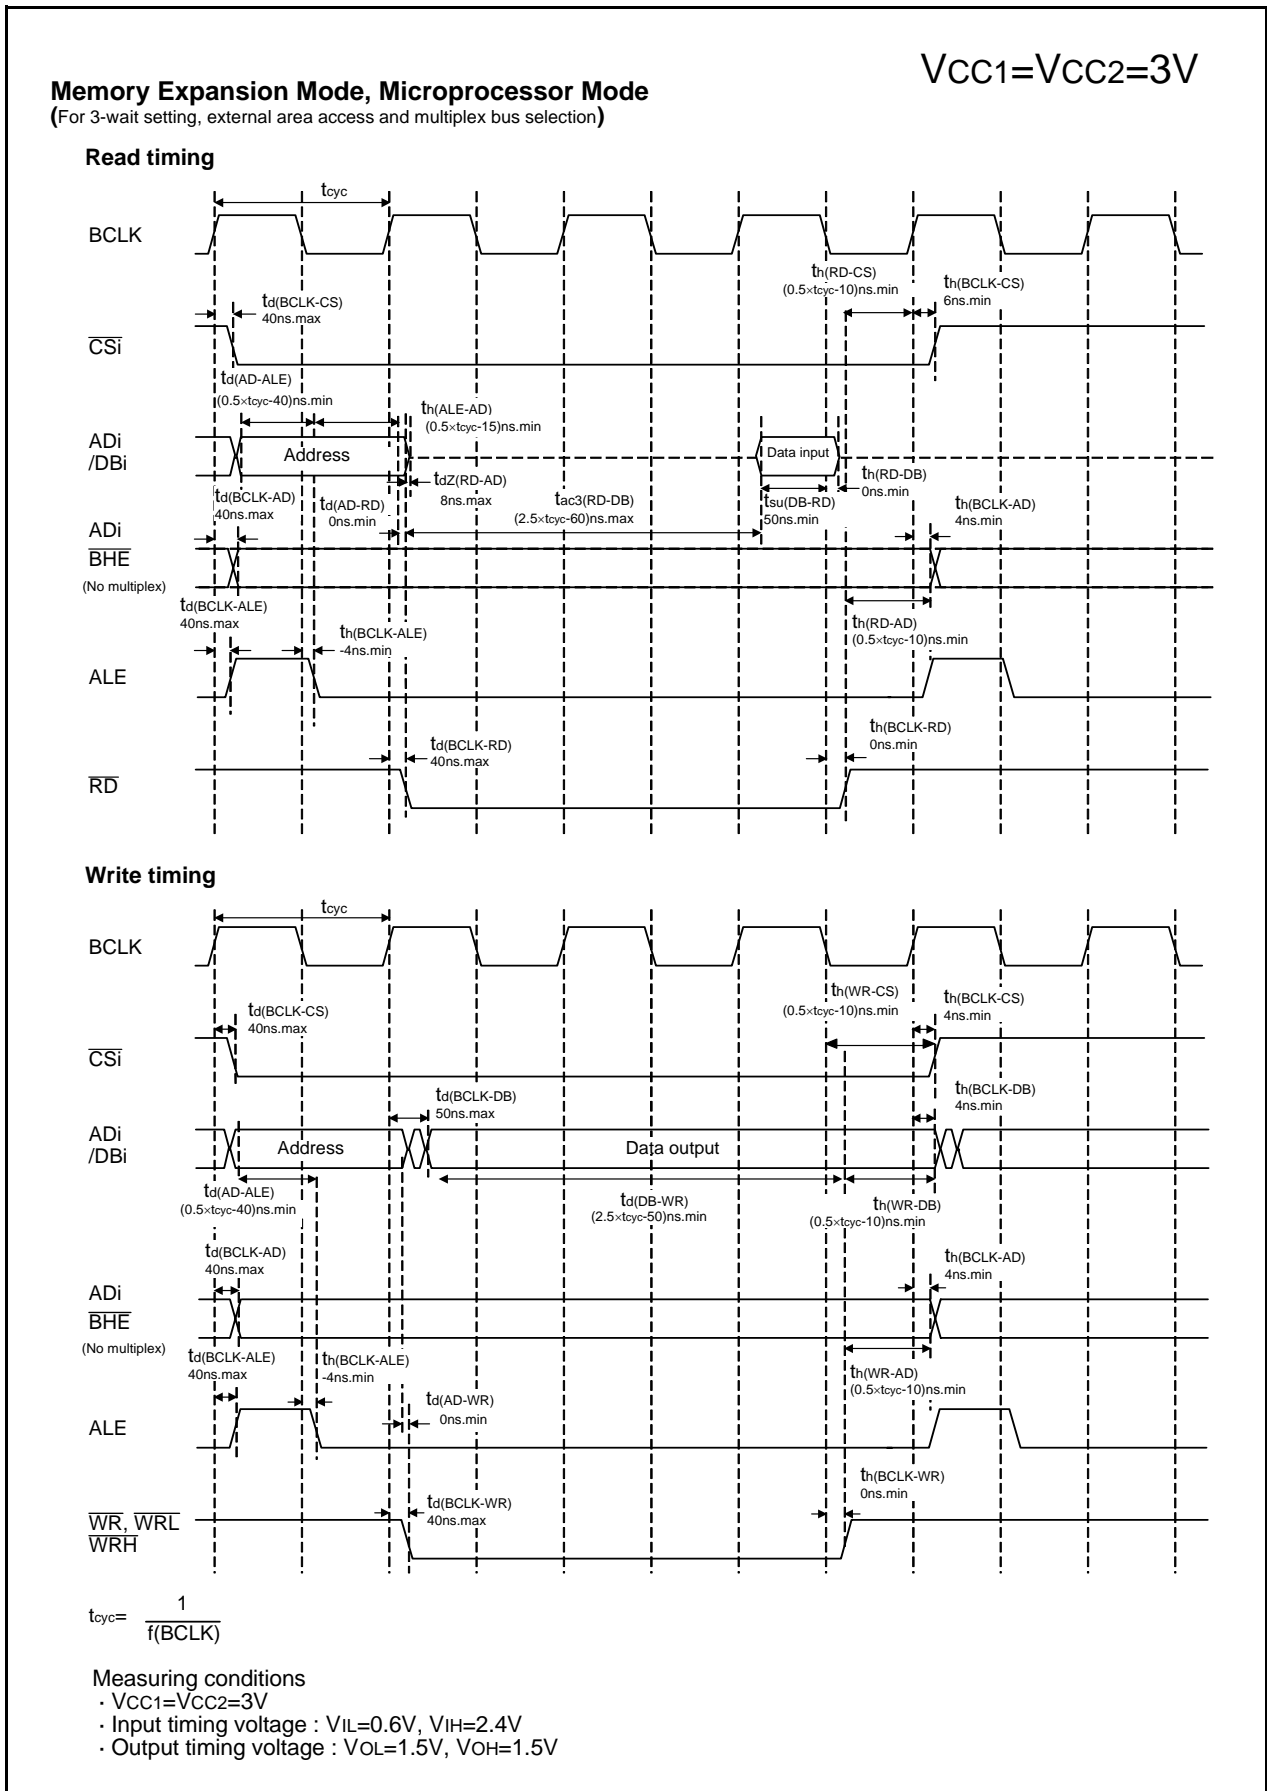 VCC1=VCC2=3V
Memory Expansion Mode, Microprocessor Mode
(For 3-wait setting, external area access and multiplex bus selection)
Read timing
tcyc
BCLK
th(RD-CS)
(0.5×tcyc-10)ns.min
th(BCLK-CS)
6ns.min
td(BCLK-CS)
40ns.max
CSi
td(AD-ALE)
(0.5×tcyc-40)ns.min
th(ALE-AD)
(0.5×tcyc-15)ns.min
ADi
/DBi
Address
Data input
tdZ(RD-AD)
8ns.max
th(RD-DB)
0ns.min
td(BCLK-AD)
40ns.max
td(AD-RD)
0ns.min
tac3(RD-DB)
(2.5×tcyc-60)ns.max
tsu(DB-RD)
50ns.min
th(BCLK-AD)
4ns.min
ADi
BHE
(No multiplex)
td(BCLK-ALE)
40ns.max
th(BCLK-ALE)
-4ns.min
th(RD-AD)
(0.5×tcyc-10)ns.min
ALE
td(BCLK-RD)
40ns.max
th(BCLK-RD)
0ns.min
RD
Write timing
tcyc
BCLK
th(WR-CS)
(0.5×tcyc-10)ns.min
th(BCLK-CS)
4ns.min
td(BCLK-CS)
40ns.max
CSi
td(BCLK-DB)
50ns.max
th(BCLK-DB)
4ns.min
ADi
/DBi
Address
Data output
td(AD-ALE)
(0.5×tcyc-40)ns.min
td(DB-WR)
(2.5×tcyc-50)ns.min
th(WR-DB)
(0.5×tcyc-10)ns.min
td(BCLK-AD)
40ns.max
th(BCLK-AD)
4ns.min
ADi
BHE
(No multiplex)
td(BCLK-ALE)
40ns.max
th(BCLK-ALE)
-4ns.min
th(WR-AD)
(0.5×tcyc-10)ns.min
td(AD-WR)
0ns.min
ALE
td(BCLK-WR)
40ns.max
th(BCLK-WR)
0ns.min
WR, WRL
WRH
tcyc= 1
f(BCLK)
Measuring conditions
· VCC1=VCC2=3V
· Input timing voltage : VIL=0.6V, VIH=2.4V
· Output timing voltage : VOL=1.5V, VOH=1.5V